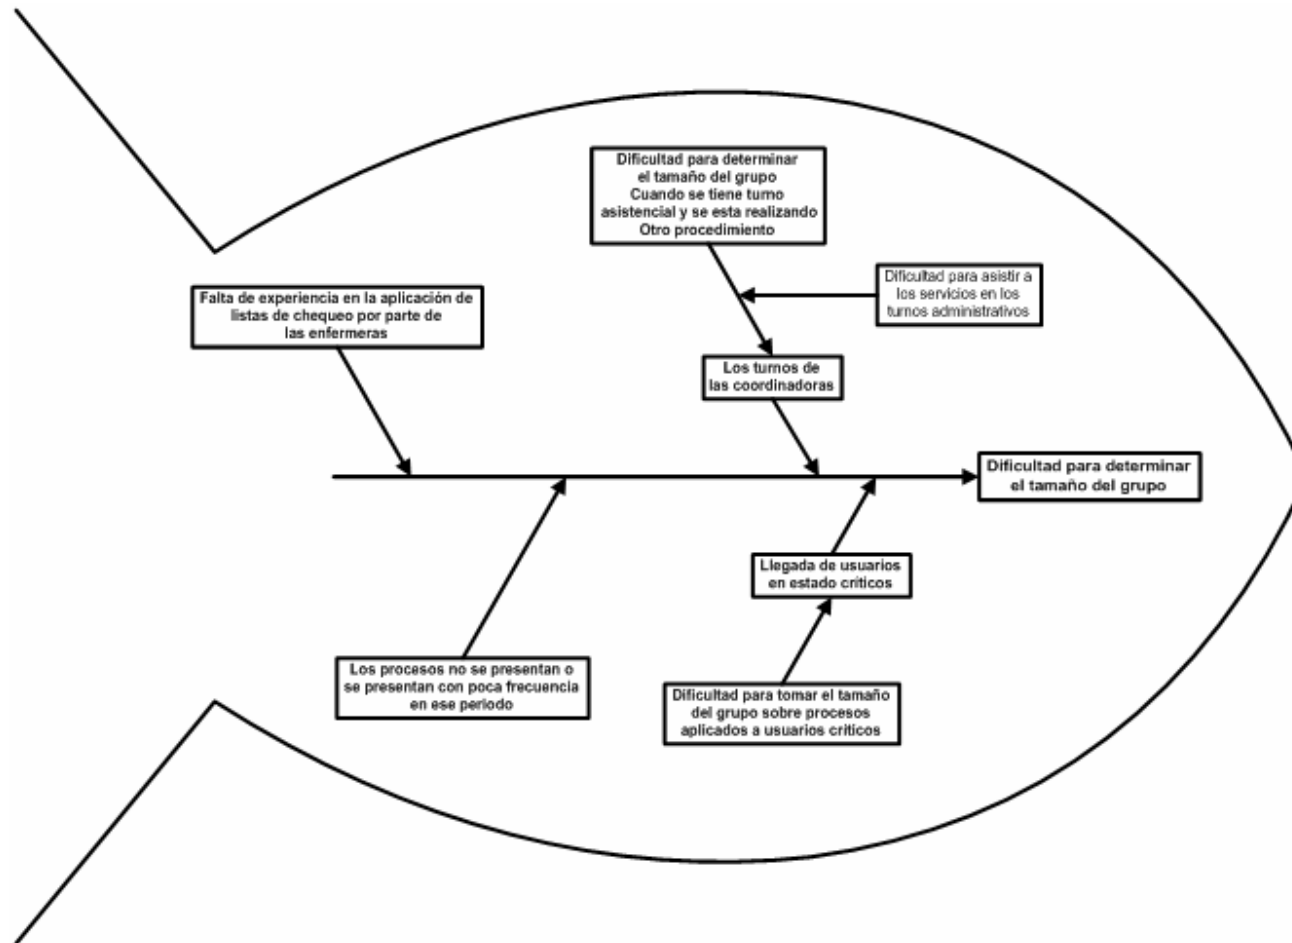 Dificultad para determinar
el tamaño del grupo
Cuando se tiene turno
asistencial y se esta realizando
Otro procedimiento
Dificultad para asistir a
los servicios en los
turnos administrativos
Falta de experiencia en la aplicación de
listas de chequeo por parte de
las enfermeras
Los turnos de
las coordinadoras
Dificultad para determinar
el tamaño del grupo
Llegada de usuarios
en estado críticos
Los procesos no se presentan o
se presentan con poca frecuencia
en ese periodo
Dificultad para tomar el tamaño
del grupo sobre procesos
aplicados a usuarios criticos